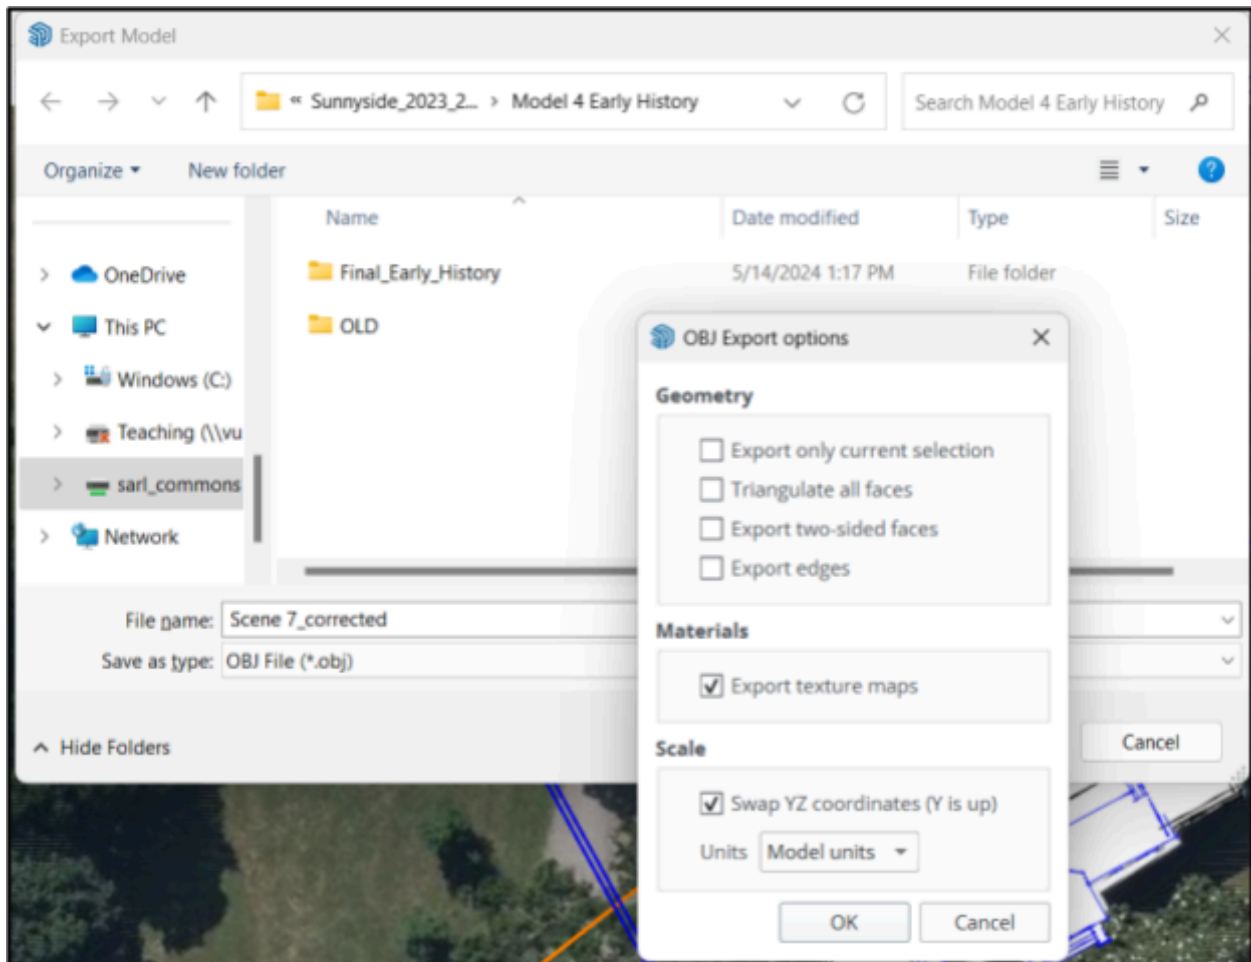 Export Model
« Sunnyside_2023_2... > Model 4 Early History
Search Model 4 Early History
Organize
New folder
Name
Date modified
Type
Size
OneDrive
Final_Early_History
5/14/2024 1:17 PM
File folder
This PC
OLD
Windows (C:)
Teaching (\\vu
sarl_commons
Network
File name: Scene 7_corrected
Save as type: OBJ File (*.obj)
Hide Folders
Cancel
OBJ Export options
Geometry
Export only current selection
Triangulate all faces
Export two-sided faces
Export edges
Materials
Export texture maps
Scale
Swap YZ coordinates (Y is up)
Units Model units
OK
Cancel